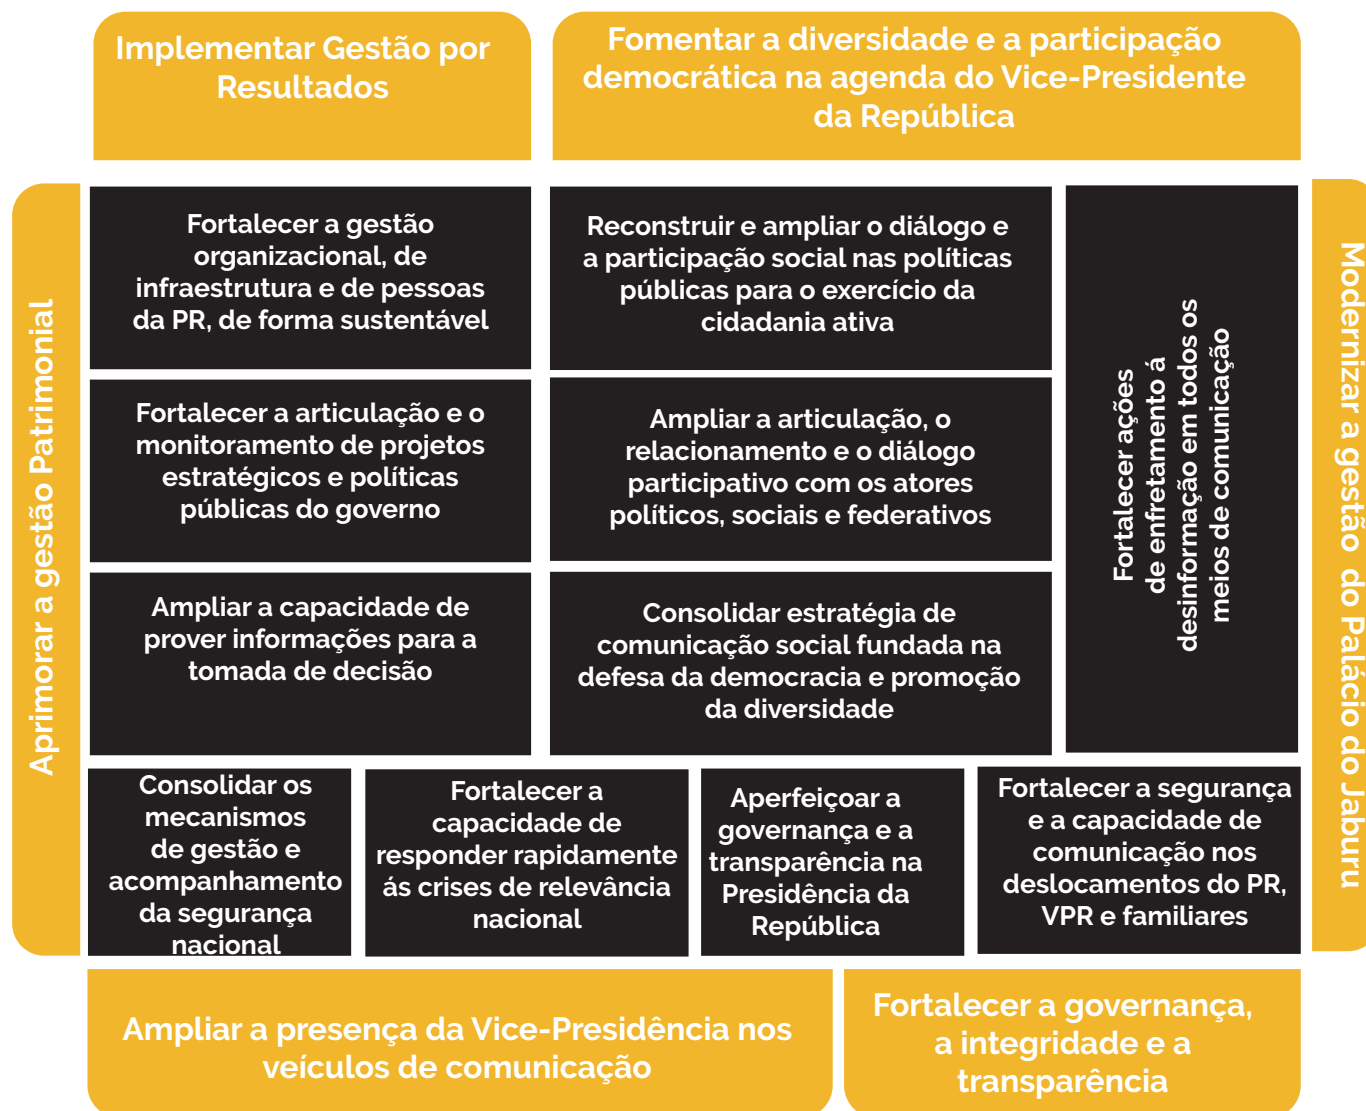 Implementar Gestão por
Resultados
Fomentar a diversidade e a participação
democrática na agenda do Vice-Presidente
da República
Aprimorar a gestão Patrimonial
Fortalecer a gestão
organizacional, de
infraestrutura e de pessoas
da PR, de forma sustentável
Reconstruir e ampliar o diálogo e
a participação social nas políticas
públicas para o exercício da
cidadania ativa
Fortalecer ações
de enfretamento á
desinformação em todos os
meios de comunicação
Modernizar a gestão do Palácio do Jaburu
Fortalecer a articulação e o
monitoramento de projetos
estratégicos e políticas
públicas do governo
Ampliar a articulação, o
relacionamento e o diálogo
participativo com os atores
políticos, sociais e federativos
Ampliar a capacidade de
prover informações para a
tomada de decisão
Consolidar estratégia de
comunicação social fundada na
defesa da democracia e promoção
da diversidade
Consolidar os
mecanismos
de gestão e
acompanhamento
da segurança
nacional
Fortalecer a
capacidade de
responder rapidamente
ás crises de relevância
nacional
Aperfeiçoar a
governança e a
transparência na
Presidência da
República
Fortalecer a segurança
e a capacidade de
comunicação nos
deslocamentos do PR,
VPR e familiares
Ampliar a presença da Vice-Presidência nos
veículos de comunicação
Fortalecer a governança,
a integridade e a
transparência